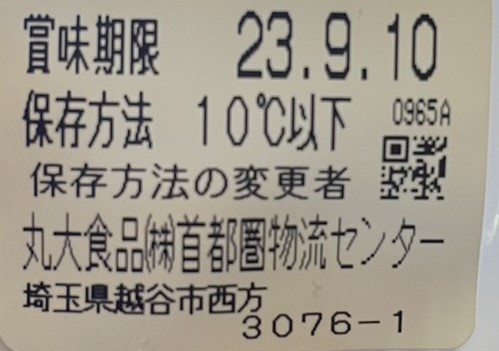 賞味期限 23.9.10
保存方法 10℃以下 0965A
保存方法の変更者
丸大食品(株)首都圏物流センター
埼玉県越谷市西方
3076-1